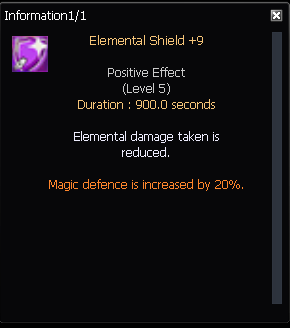 Information1/1
Elemental Shield +9
Positive Effect
(Level 5)
Duration : 900.0 seconds
Elemental damage taken is
reduced.
Magic defence is increased by 20%.